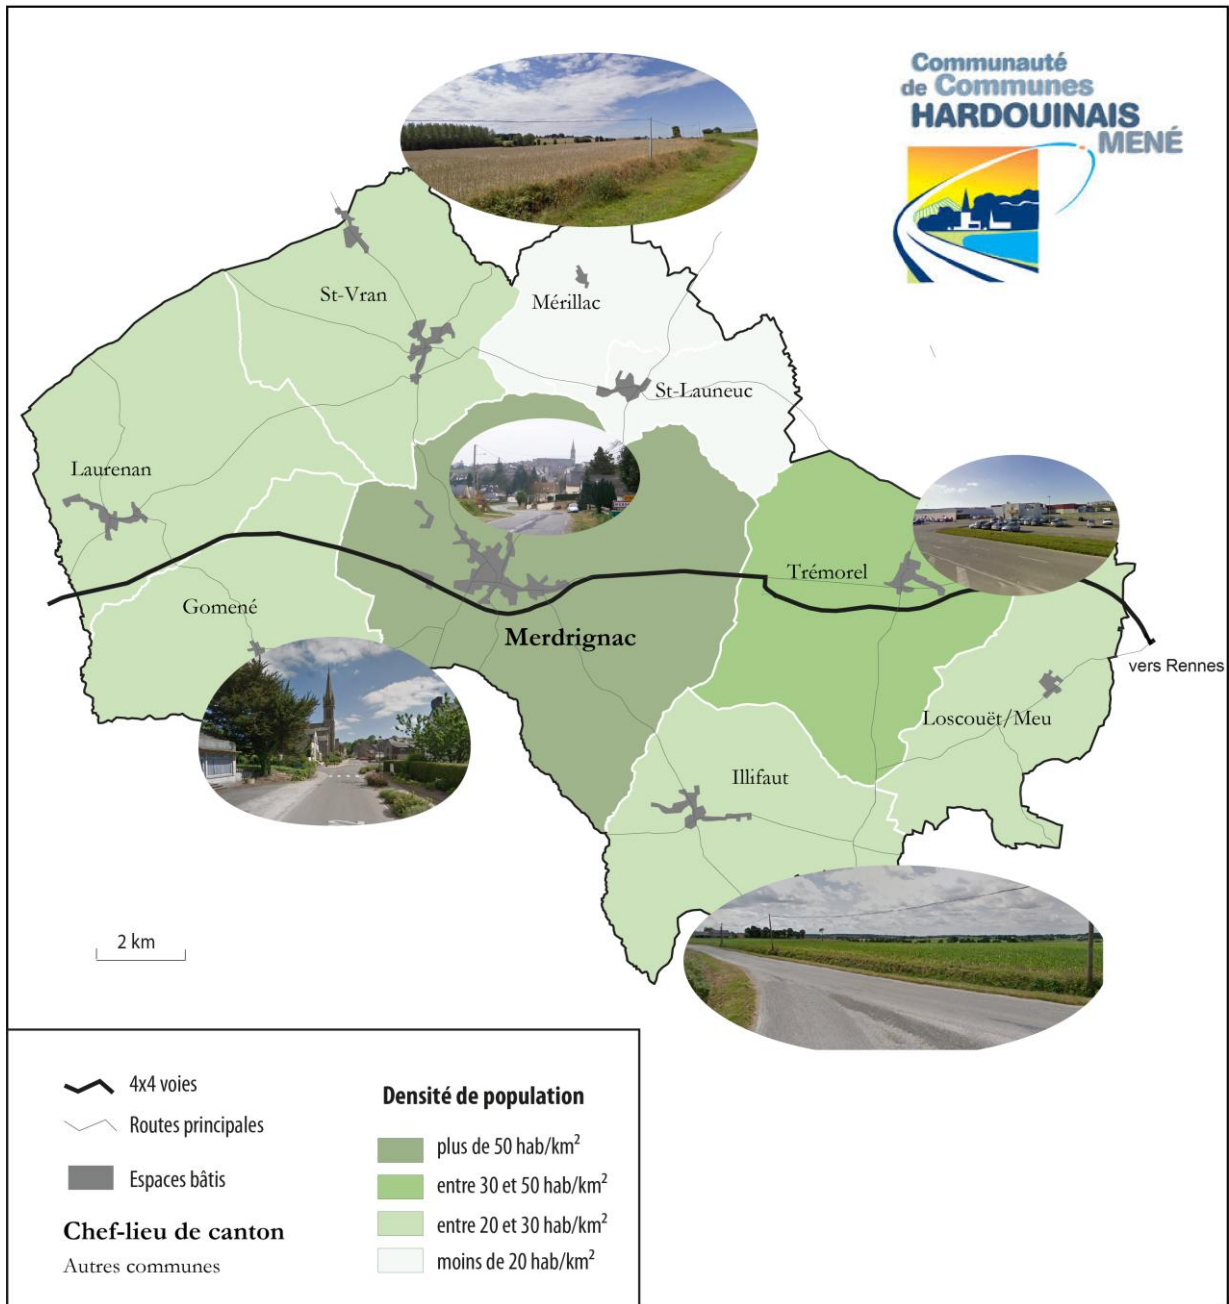 Communauté
de Communes
HARDOUINAIS
MENÉ
St-Vran
Mérillac
St-Launeuc
Laurenan
Trémorel
Gomené
Merdrignac
vers Rennes
Loscouët/Meu
Illifaut
2 km
4x4 voies
Routes principales
Espaces bâtis
Chef-lieu de canton
Autres communes
Densité de population
plus de 50 hab/km²
entre 30 et 50 hab/km²
entre 20 et 30 hab/km²
moins de 20 hab/km²